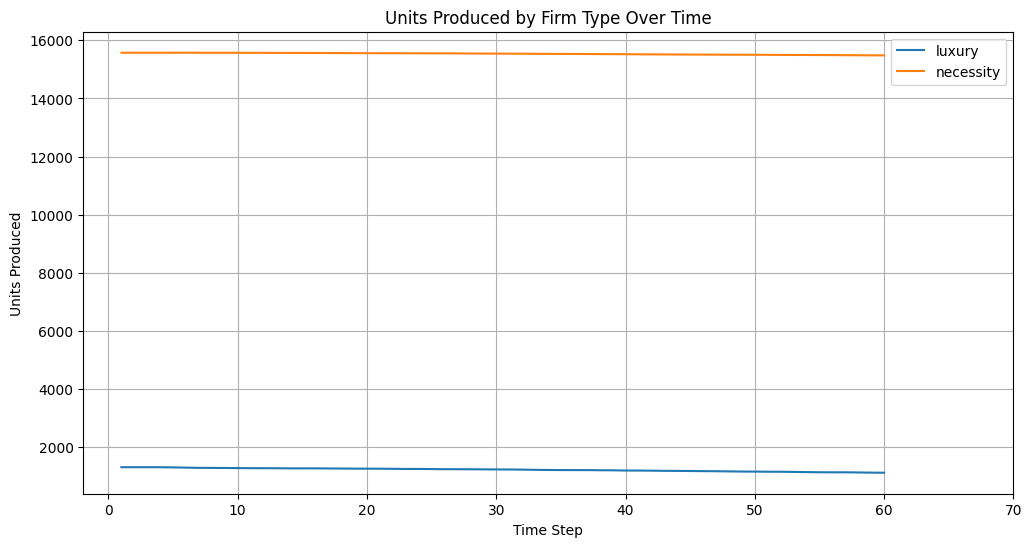 Units Produced by Firm Type Over Time
luxury
necessity
Units Produced
16000
14000
12000
10000
8000
6000
4000
2000
0 10 20 30 40 50 60 70
Time Step